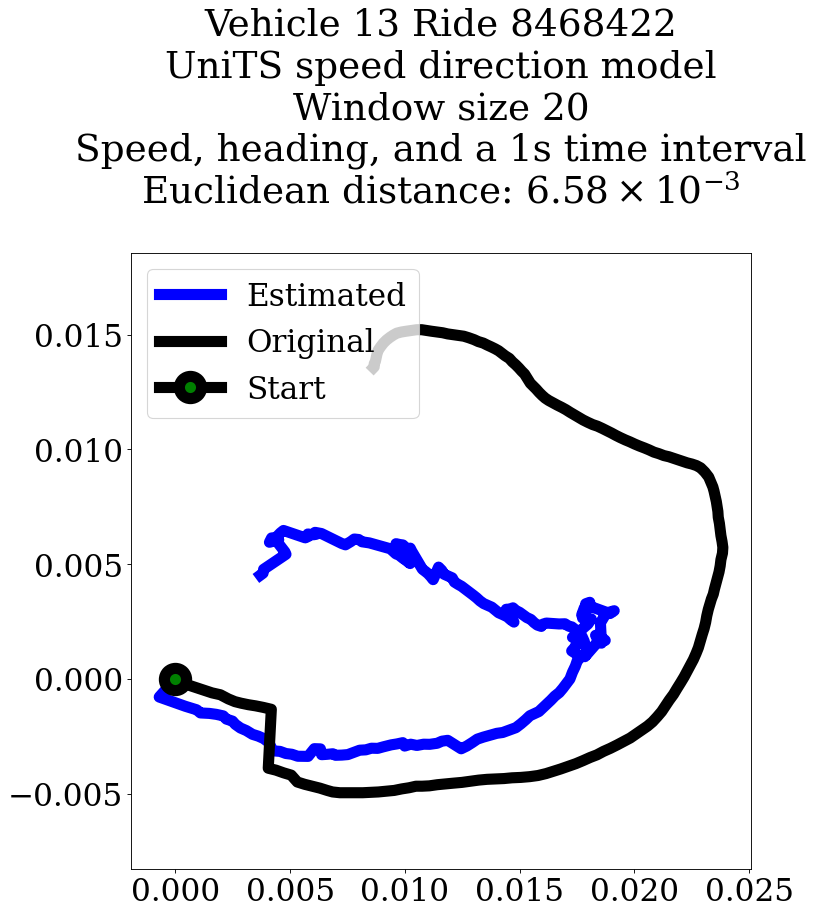 Vehicle 13 Ride 8468422
UniTS speed direction model
Window size 20
Speed, heading, and a 1s time interval
Euclidean distance: 6.58 × 10⁻³
Estimated
Original
Start
0.015
0.010
0.005
0.000
−0.005
0.000 0.005 0.010 0.015 0.020 0.025